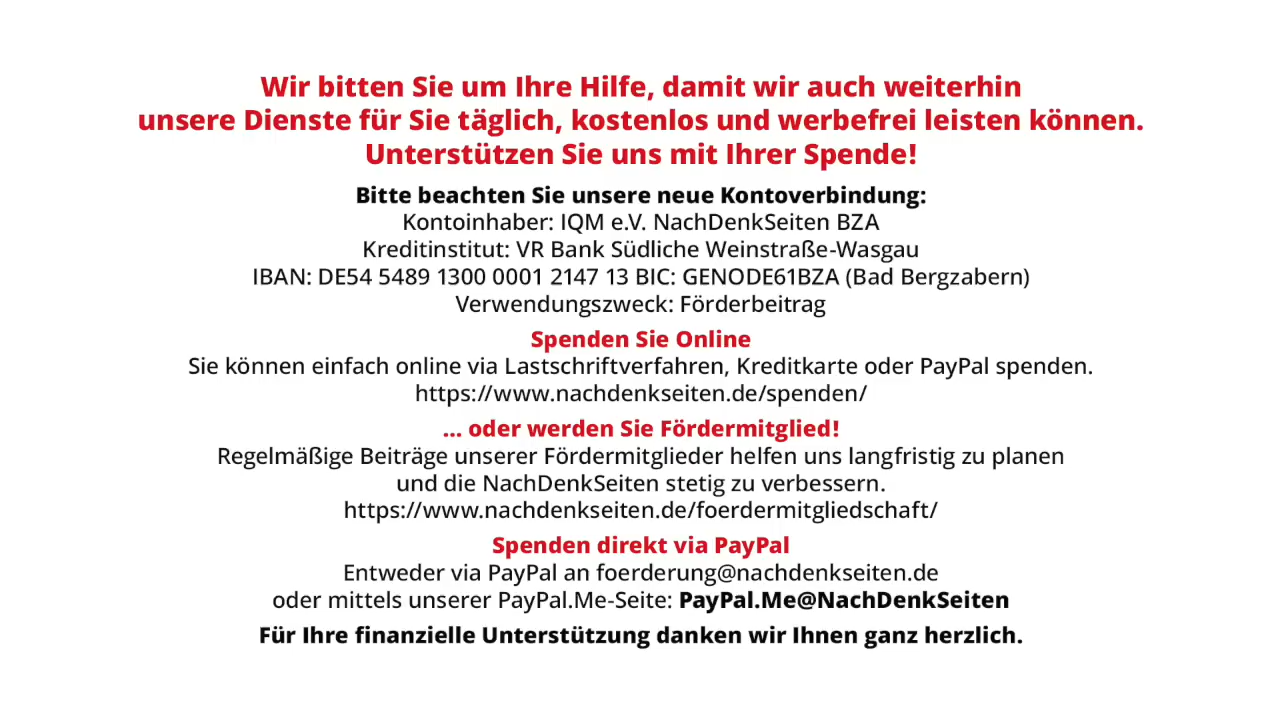 Wir bitten Sie um Ihre Hilfe, damit wir auch weiterhin
unsere Dienste für Sie täglich, kostenlos und werbefrei leisten können.
Unterstützen Sie uns mit Ihrer Spende!
Bitte beachten Sie unsere neue Kontoverbindung:
Kontoinhaber: IQM e.V. NachDenkSeiten BZA
Kreditinstitut: VR Bank Südliche Weinstraße-Wasgau
IBAN: DE54 5489 1300 0001 2147 13 BIC: GENODE61BZA (Bad Bergzabern)
Verwendungszweck: Förderbeitrag
Spenden Sie Online
Sie können einfach online via Lastschriftverfahren, Kreditkarte oder PayPal spenden.
https://www.nachdenkseiten.de/spenden/
... oder werden Sie Fördermitglied!
Regelmäßige Beiträge unserer Fördermitglieder helfen uns langfristig zu planen
und die NachDenkSeiten stetig zu verbessern.
https://www.nachdenkseiten.de/foerdermitgliedschaft/
Spenden direkt via PayPal
Entweder via PayPal an foerderung@nachdenkseiten.de
oder mittels unserer PayPal.Me-Seite: PayPal.Me@NachDenkSeiten
Für Ihre finanzielle Unterstützung danken wir Ihnen ganz herzlich.